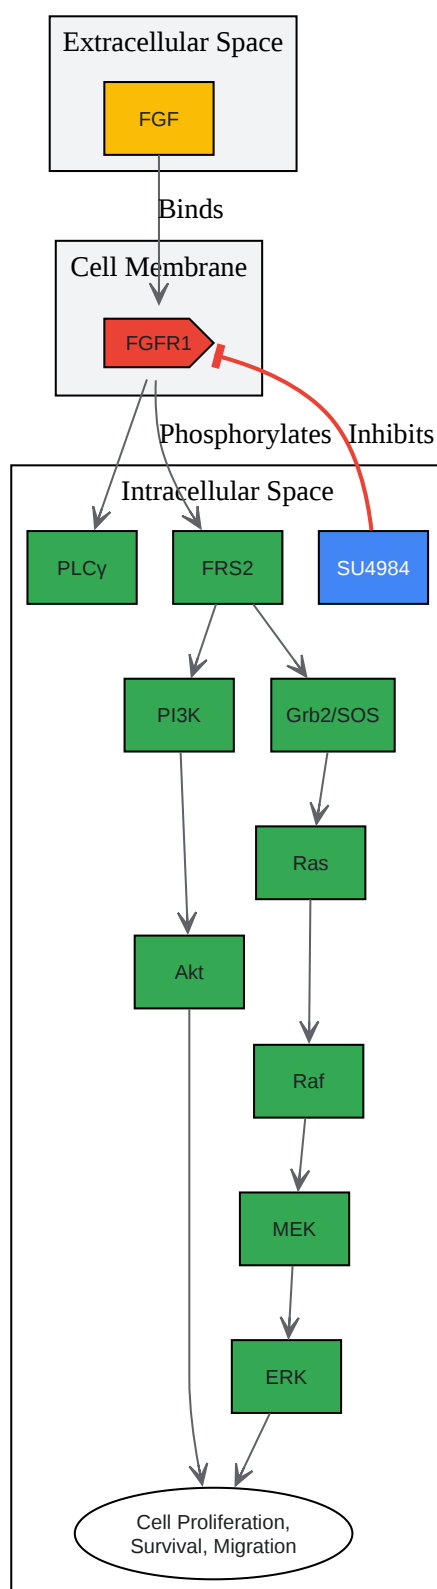 Extracellular Space
FGF
Binds
Cell Membrane
FGFR1
Phosphorylates
Inhibits
Intracellular Space
PLCγ
FRS2
SU4984
PI3K
Grb2/SOS
Ras
Akt
Raf
MEK
ERK
Cell Proliferation,
Survival, Migration